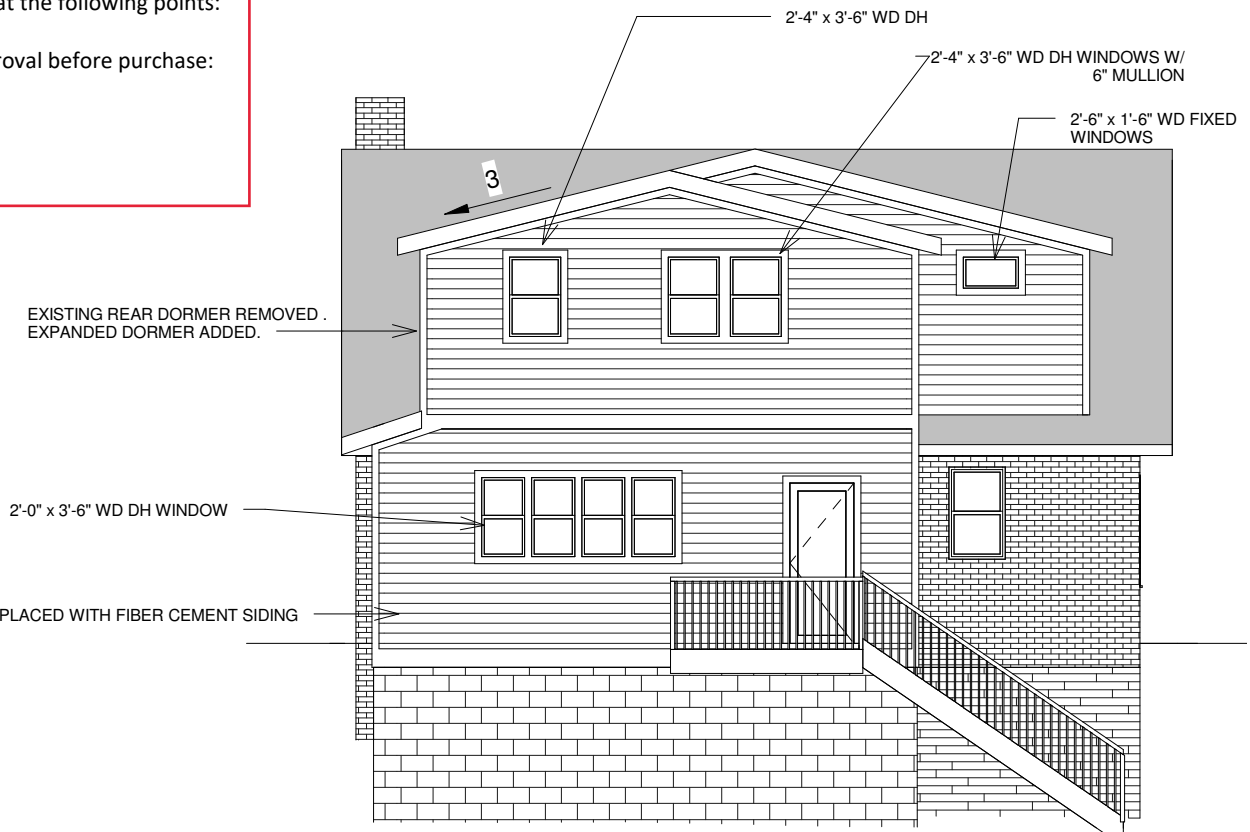 at the following points:
before purchase:
2'-4" x 3'-6" WD DH
2'-4" x 3'-6" WD DH WINDOWS W/
6" MULLION
2'-6" x 1'-6" WD FIXED
WINDOWS
3
EXISTING REAR DORMER REMOVED .
EXPANDED DORMER ADDED.
2'-0" x 3'-6" WD DH WINDOW
WITH FIBER CEMENT SIDING